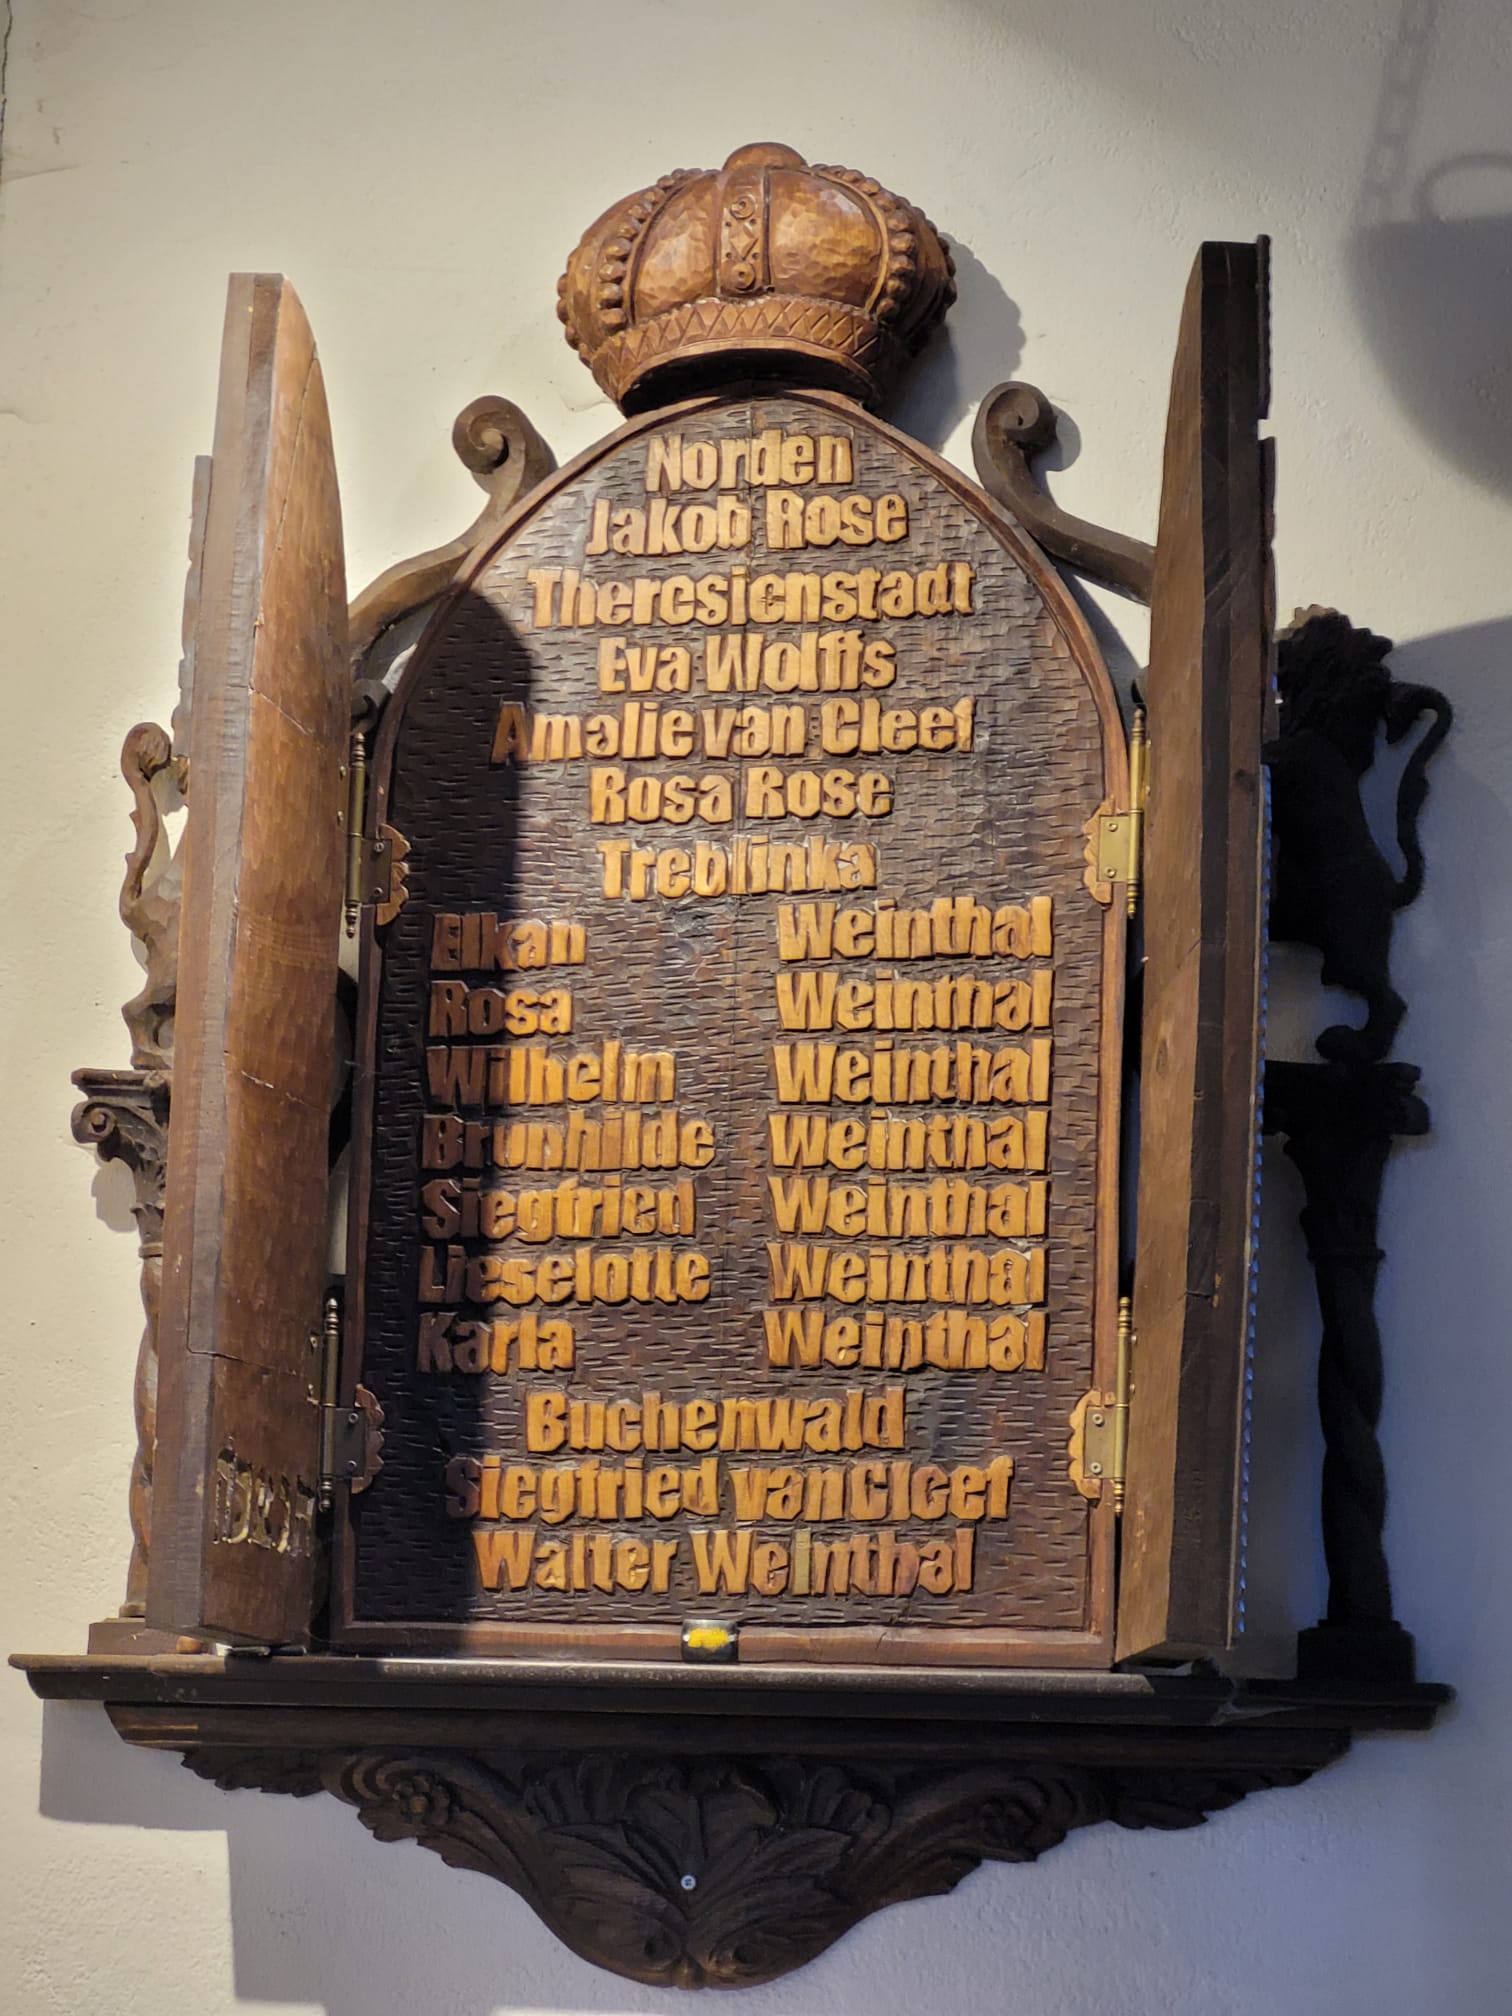 Norden
Jakob Rose
Theresienstadt
Eva Wolffs
Amalie van Cleef
Rosa Rose
Treblinka
Elkan Weinthal
Rosa Weinthal
Wilhelm Weinthal
Brunhilde Weinthal
Siegfried Weinthal
Lieselotte Weinthal
Karla Weinthal
Buchenwald
Siegfried van Cleef
Walter Weinthal